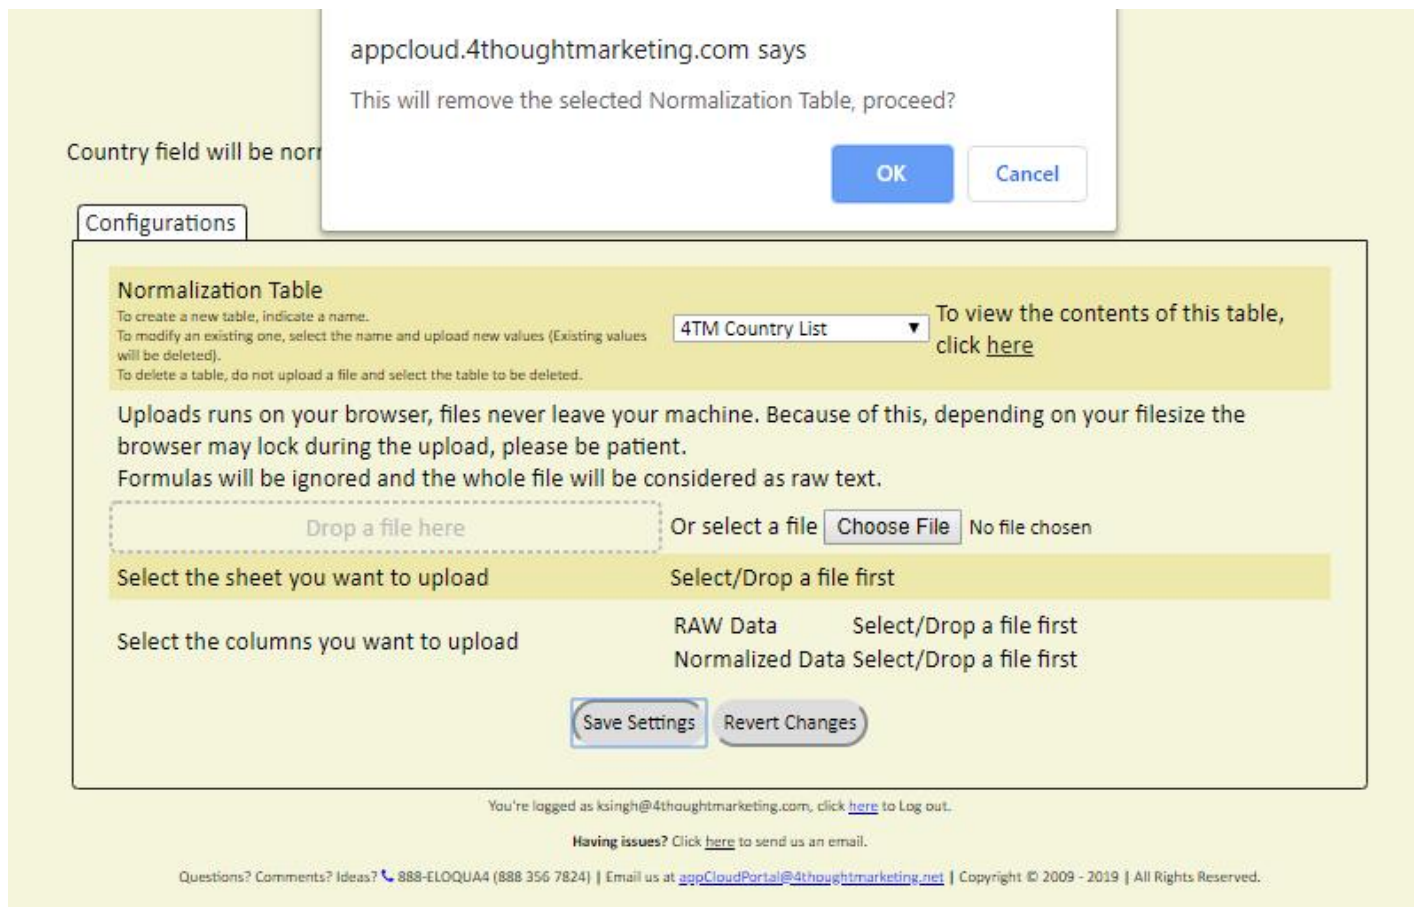 appcloud.4thoughtmarketing.com says
This will remove the selected Normalization Table, proceed?
OK Cancel
Country field will be norr
Configurations
Normalization Table
To create a new table, indicate a name.
To modify an existing one, select the name and upload new values (Existing values
will be deleted).
To delete a table, do not upload a file and select the table to be deleted.
4TM Country List
To view the contents of this table,
click here
Uploads runs on your browser, files never leave your machine. Because of this, depending on your filesize the
browser may lock during the upload, please be patient.
Formulas will be ignored and the whole file will be considered as raw text.
Drop a file here
Or select a file Choose File No file chosen
Select the sheet you want to upload
Select/Drop a file first
Select the columns you want to upload
RAW Data Select/Drop a file first
Normalized Data Select/Drop a file first
Save Settings Revert Changes
You're logged as ksingh@4thoughtmarketing.com, click here to Log out.
Having issues? Click here to send us an email.
Questions? Comments? Ideas? 888-ELOQUA4 (888 356 7824) | Email us at appCloudPortal@4thoughtmarketing.net | Copyright © 2009 - 2019 | All Rights Reserved.